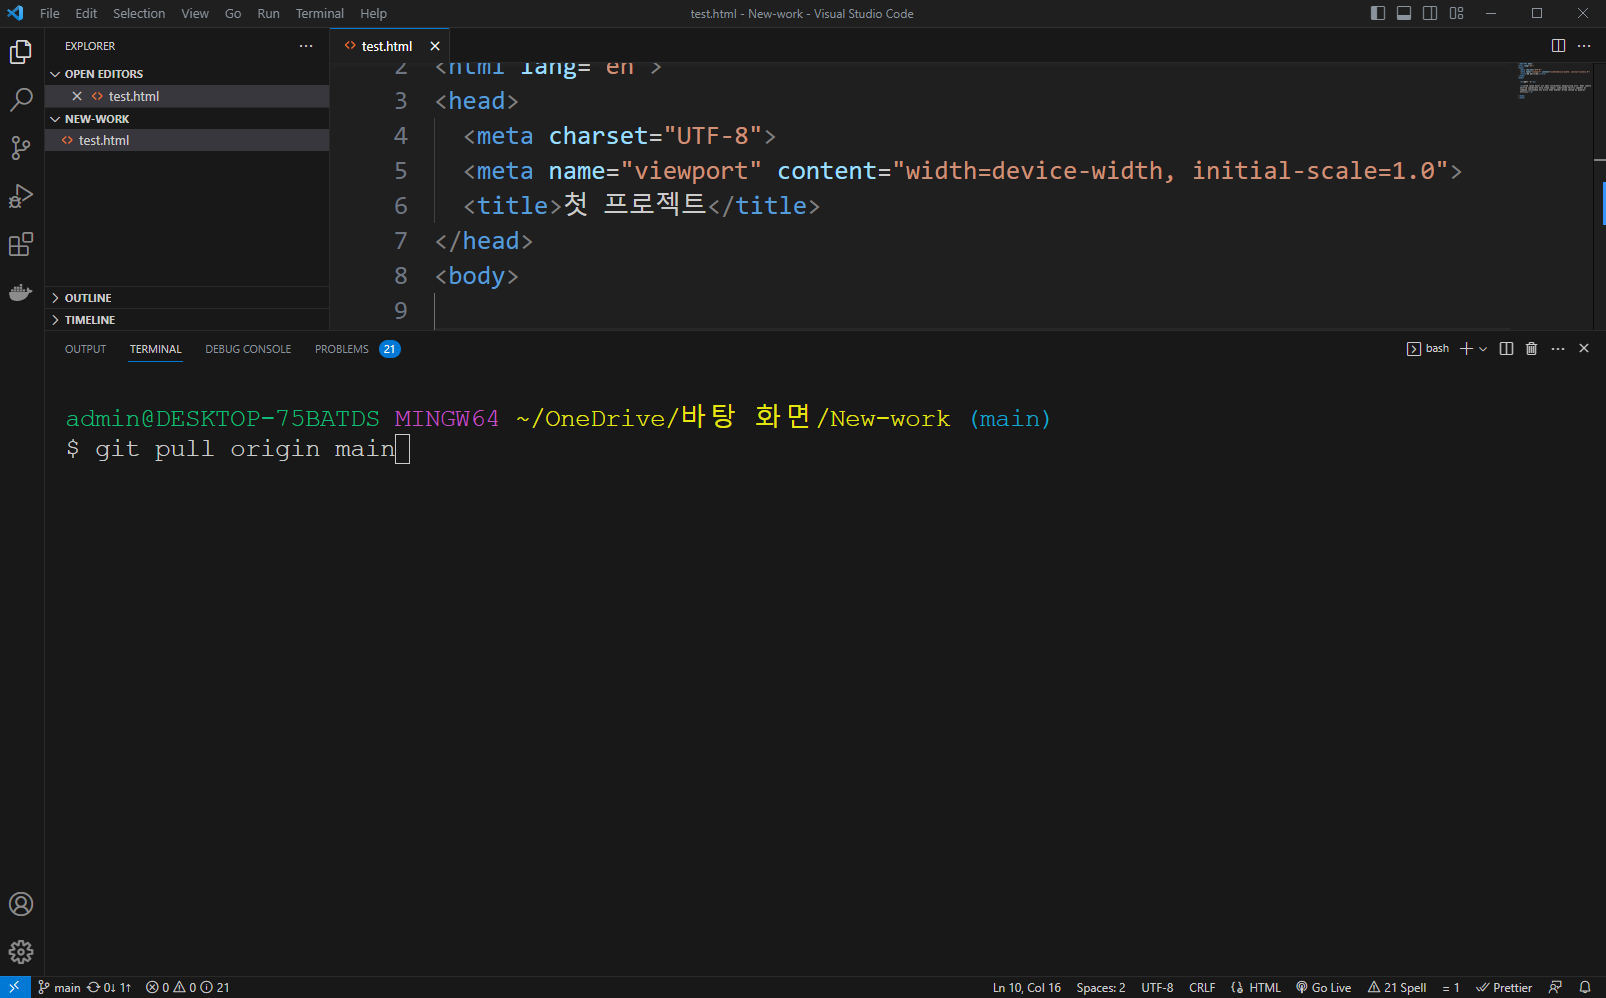 File Edit Selection View Go Run Terminal Help
test.html - New-work - Visual Studio Code
EXPLORER
OPEN EDITORS
test.html
NEW-WORK
test.html
OUTLINE
TIMELINE
test.html
2 <html lang="en">
3 <head>
4 <meta charset="UTF-8">
5 <meta name="viewport" content="width=device-width, initial-scale=1.0">
6 <title>첫 프로젝트</title>
7 </head>
8 <body>
9
OUTPUT TERMINAL DEBUG CONSOLE PROBLEMS 21
bash
admin@DESKTOP-75BATDS MINGW64 ~/OneDrive/바탕 화면/New-work (main)
$ git pull origin main
main 0↓ 1↑ 0 0 21
Ln 10, Col 16 Spaces: 2 UTF-8 CRLF HTML Go Live 21 Spell = 1 Prettier